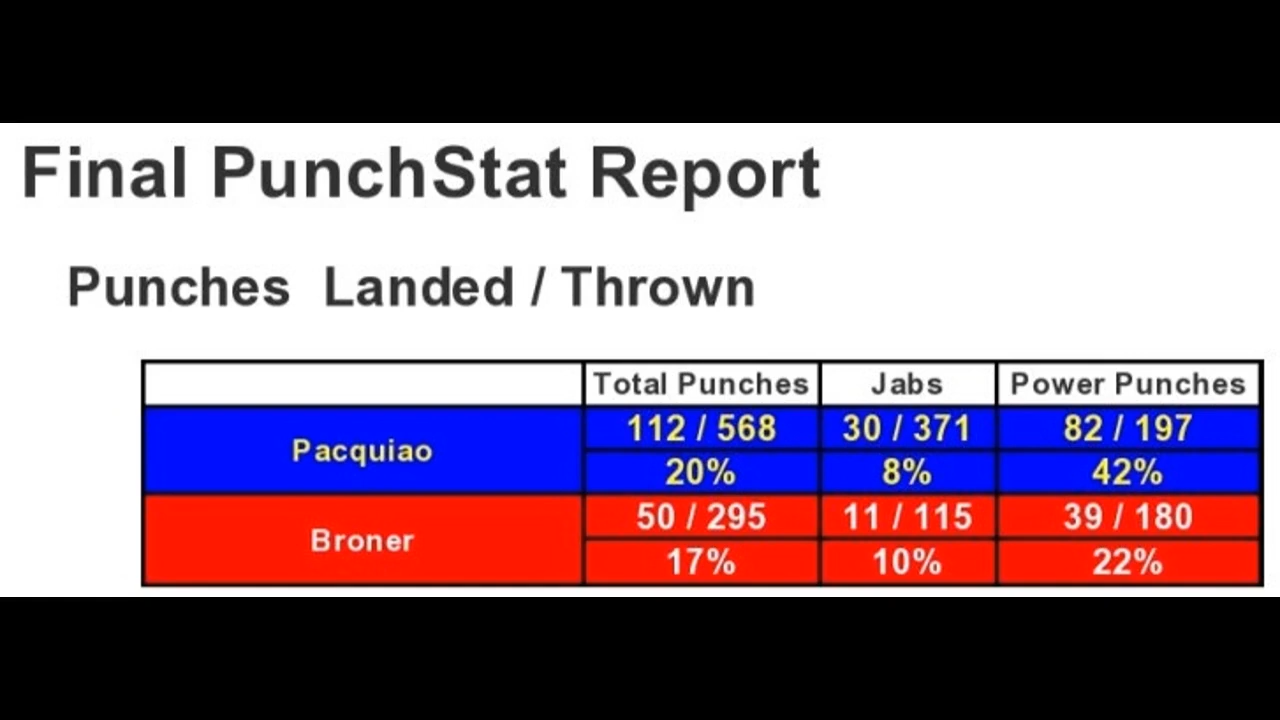 Final PunchStat Report
Punches Landed / Thrown
Total Punches Jabs Power Punches
Pacquiao
112 / 568 30 / 371 82 / 197
20% 8% 42%
Broner
50 / 295 11 / 115 39 / 180
17% 10% 22%